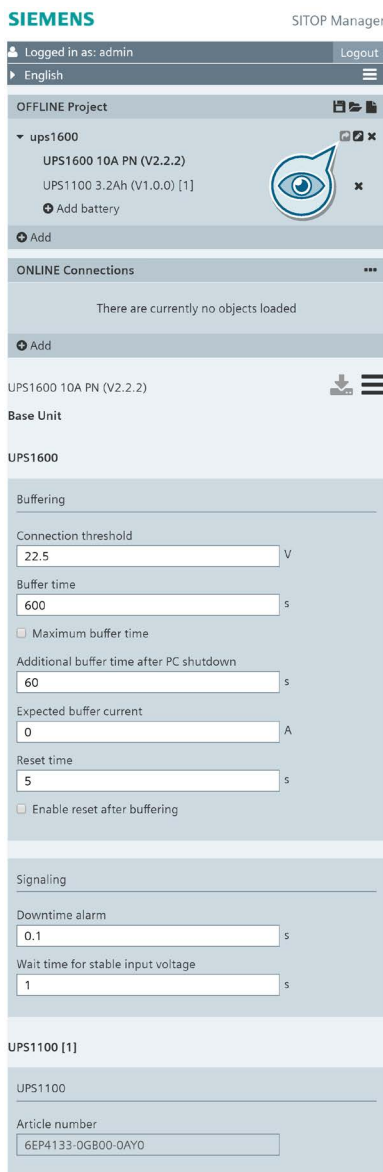 SIEMENS
SITOP Manager
Logged in as: admin
Logout
English
OFFLINE Project
ups1600
UPS1600 10A PN (V2.2.2)
UPS1100 3.2Ah (V1.0.0) [1]
Add battery
Add
ONLINE Connections
There are currently no objects loaded
Add
UPS1600 10A PN (V2.2.2)
Base Unit
UPS1600
Buffering
Connection threshold
22.5 V
Buffer time
600 s
Maximum buffer time
Additional buffer time after PC shutdown
60 s
Expected buffer current
0 A
Reset time
5 s
Enable reset after buffering
Signaling
Downtime alarm
0.1 s
Wait time for stable input voltage
1 s
UPS1100 [1]
UPS1100
Article number
6EP4133-0GB00-0AY0